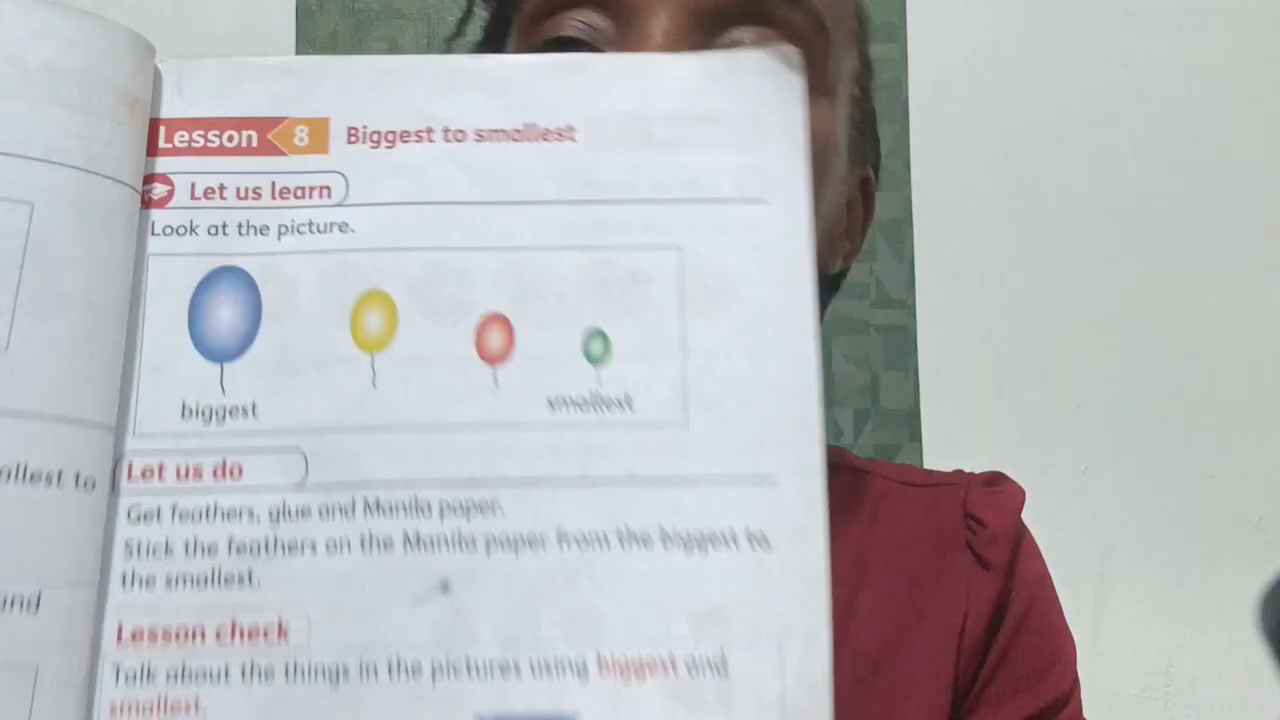 Lesson 8 Biggest to smallest
Let us learn
Look at the picture.
biggest
smallest
Let us do
Get feathers, glue and Manila paper.
Stick the feathers on the Manila paper from the biggest to
the smallest.
Lesson check
Talk about the things in the pictures using biggest and
smallest.
to
and